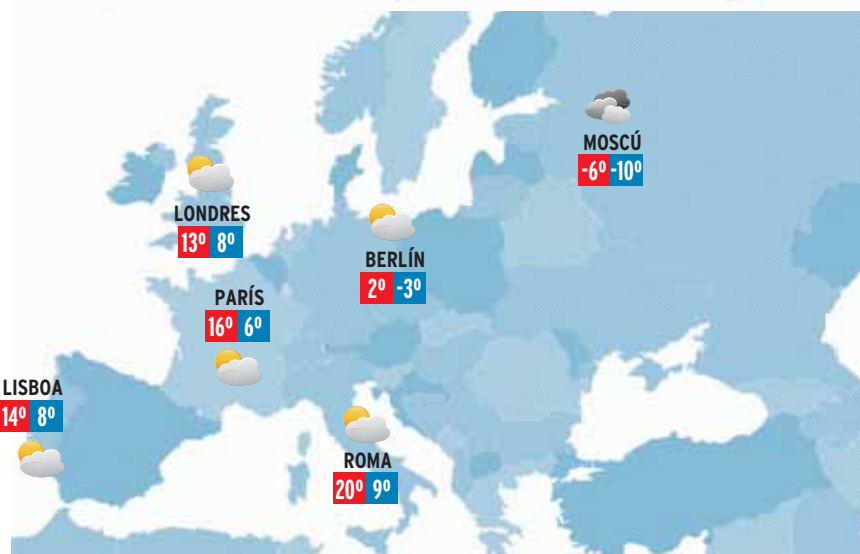 MOSCÚ
-6º -10º
LONDRES
13º 8º
BERLÍN
2º -3º
PARÍS
16º 6º
LISBOA
14º 8º
ROMA
20º 9º